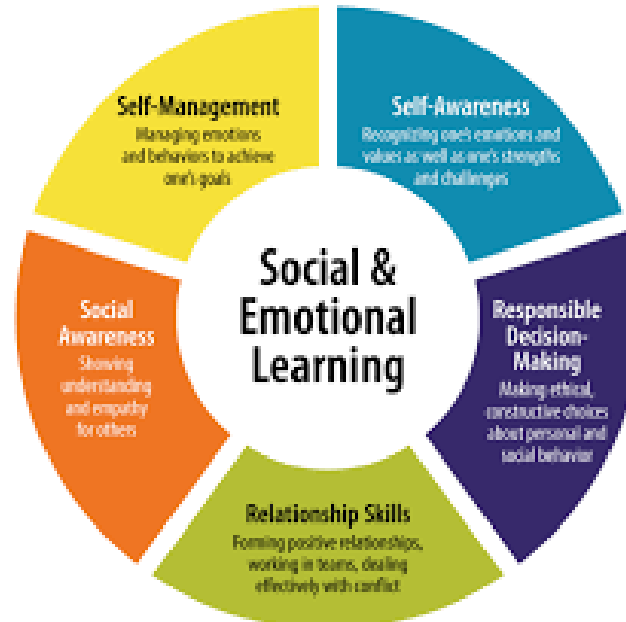 Social &
Emotional
Learning
Self-Management
Managing emotions
and behaviors to achieve
one's goals
Self-Awareness
Recognizing one's emotions and
values as well as one's strengths
and challenges
Responsible
Decision-
Making
Making ethical,
constructive choices
about personal and
social behavior
Relationship Skills
Forming positive relationships,
working in teams, dealing
effectively with conflict
Social
Awareness
Showing
understanding
and empathy
for others